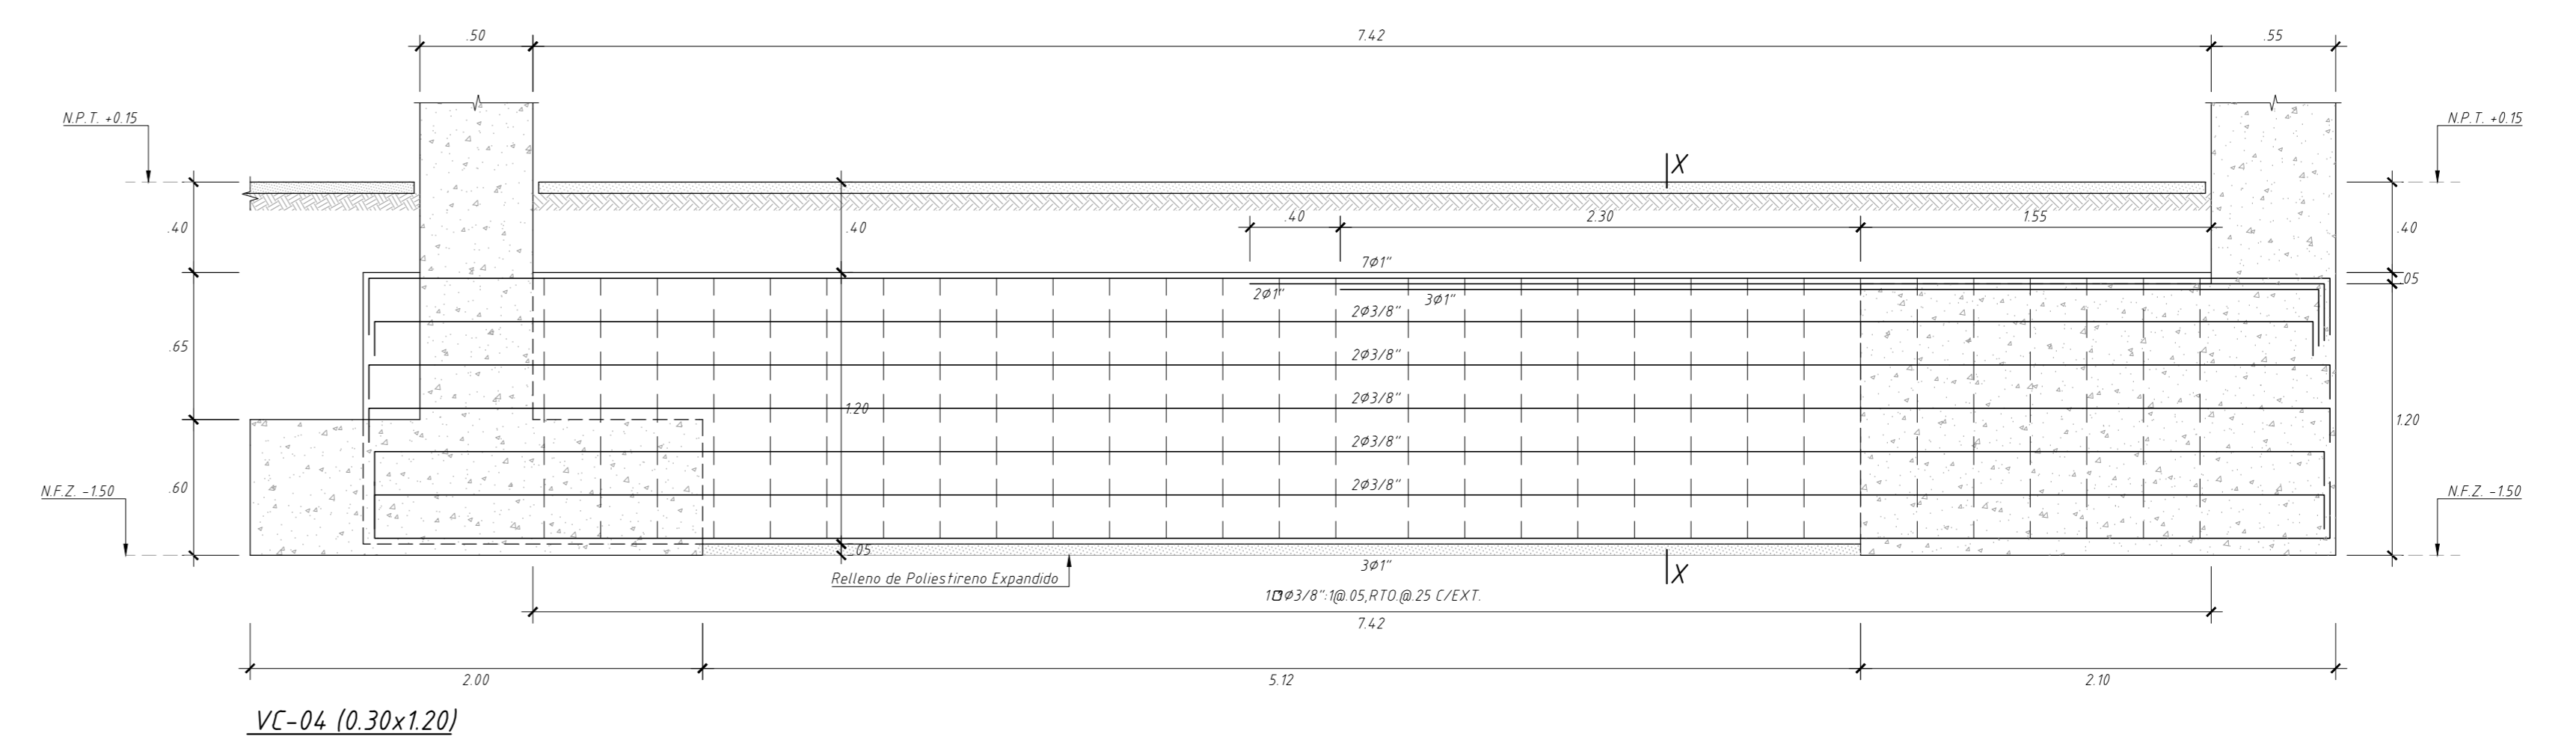 .50
7.42
.55
N.P.T. +0.15
N.P.T. +0.15
X
.40
.40
.40
2.30
1.55
.40
7Ø1"
.05
2Ø1"
3Ø1"
2Ø3/8"
.65
2Ø3/8"
2Ø3/8"
1.20
1.20
2Ø3/8"
.60
2Ø3/8"
N.F.Z. -1.50
N.F.Z. -1.50
.05
3Ø1"
X
Relleno de Poliestireno Expandido
Ø3/8":1@.05,RTO.@.25 C/EXT.
7.42
2.00
5.12
2.10
VC-04 (0.30x1.20)